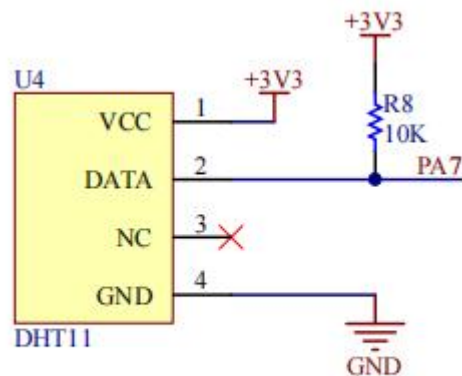 +3V3
U4
+3V3
VCC 1
R8
10K
DATA 2
PA7
NC 3
GND 4
DHT11
GND